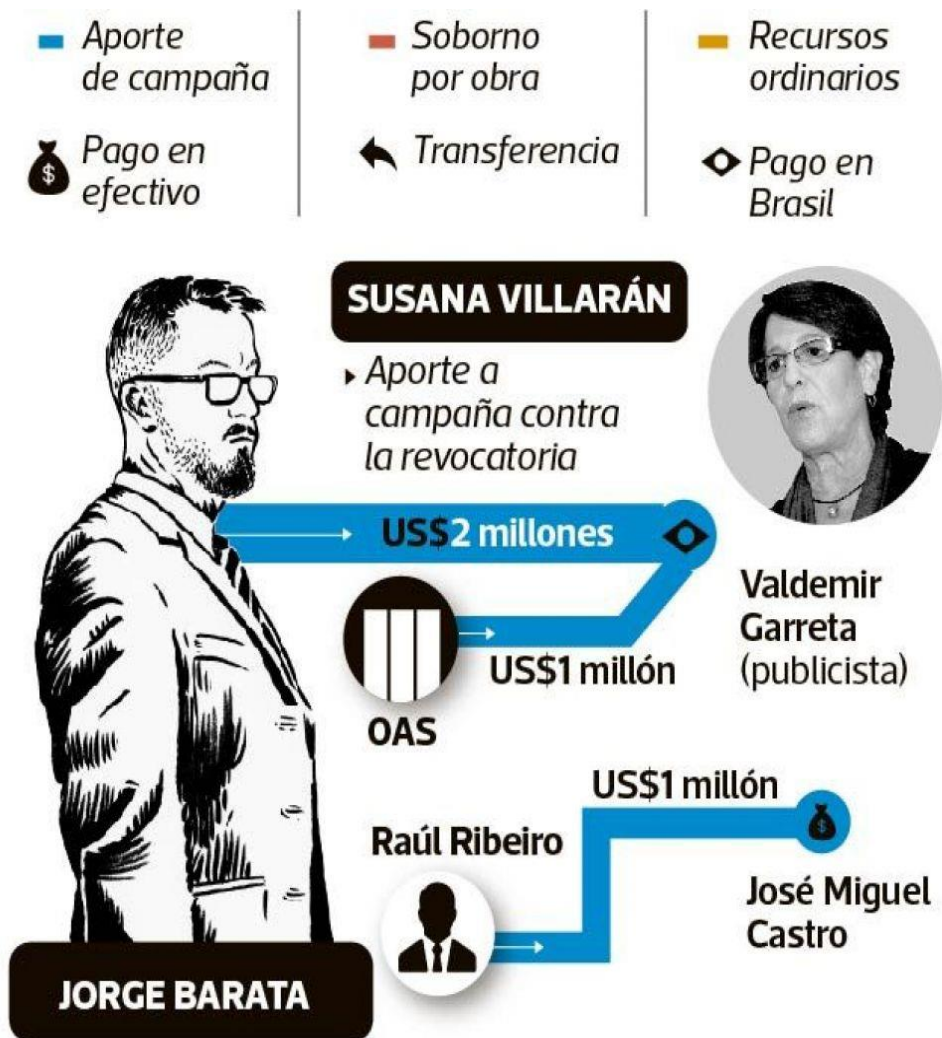 Aporte
de campaña
Soborno
por obra
Recursos
ordinarios
Pago en
efectivo
Transferencia
Pago en
Brasil
$
SUSANA VILLARÁN
Aporte a
campaña contra
la revocatoria
US$2 millones
Valdemir
Garreta
(publicista)
US$1 millón
OAS
US$1 millón
$
Raúl Ribeiro
José Miguel
Castro
JORGE BARATA